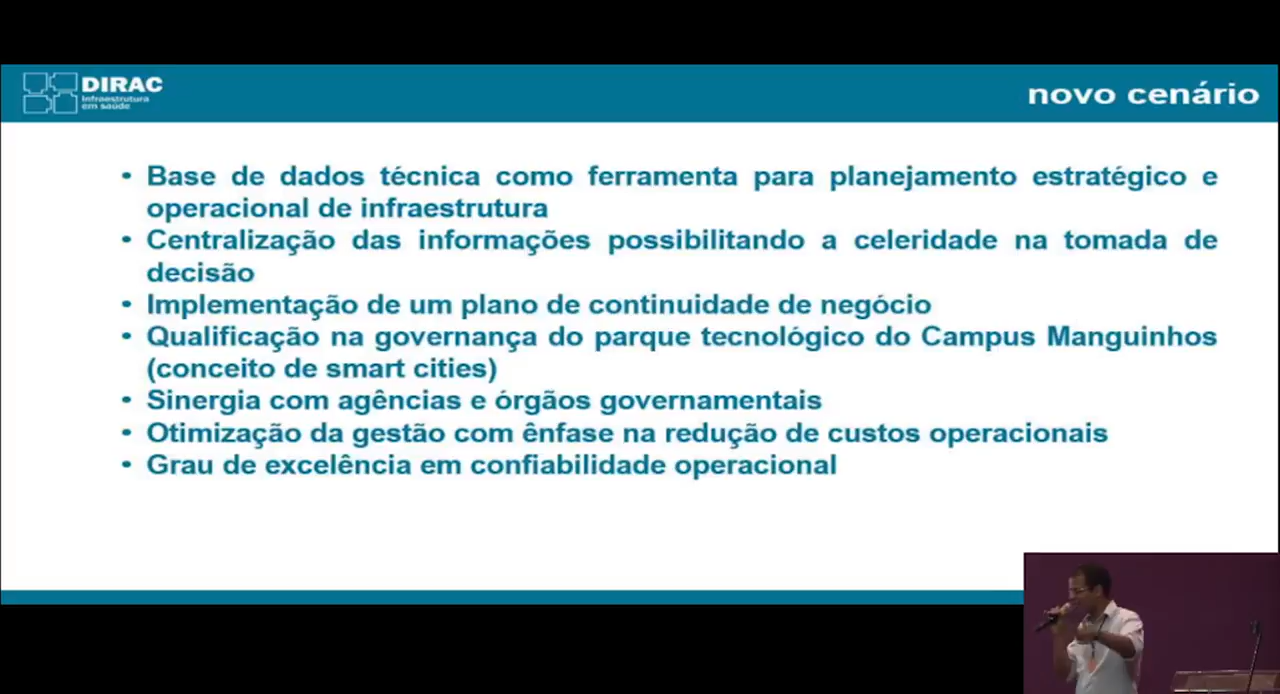 DIRAC
Infraestrutura
em saúde
novo cenário
• Base de dados técnica como ferramenta para planejamento estratégico e
operacional de infraestrutura
• Centralização das informações possibilitando a celeridade na tomada de
decisão
• Implementação de um plano de continuidade de negócio
• Qualificação na governança do parque tecnológico do Campus Manguinhos
(conceito de smart cities)
• Sinergia com agências e órgãos governamentais
• Otimização da gestão com ênfase na redução de custos operacionais
• Grau de excelência em confiabilidade operacional